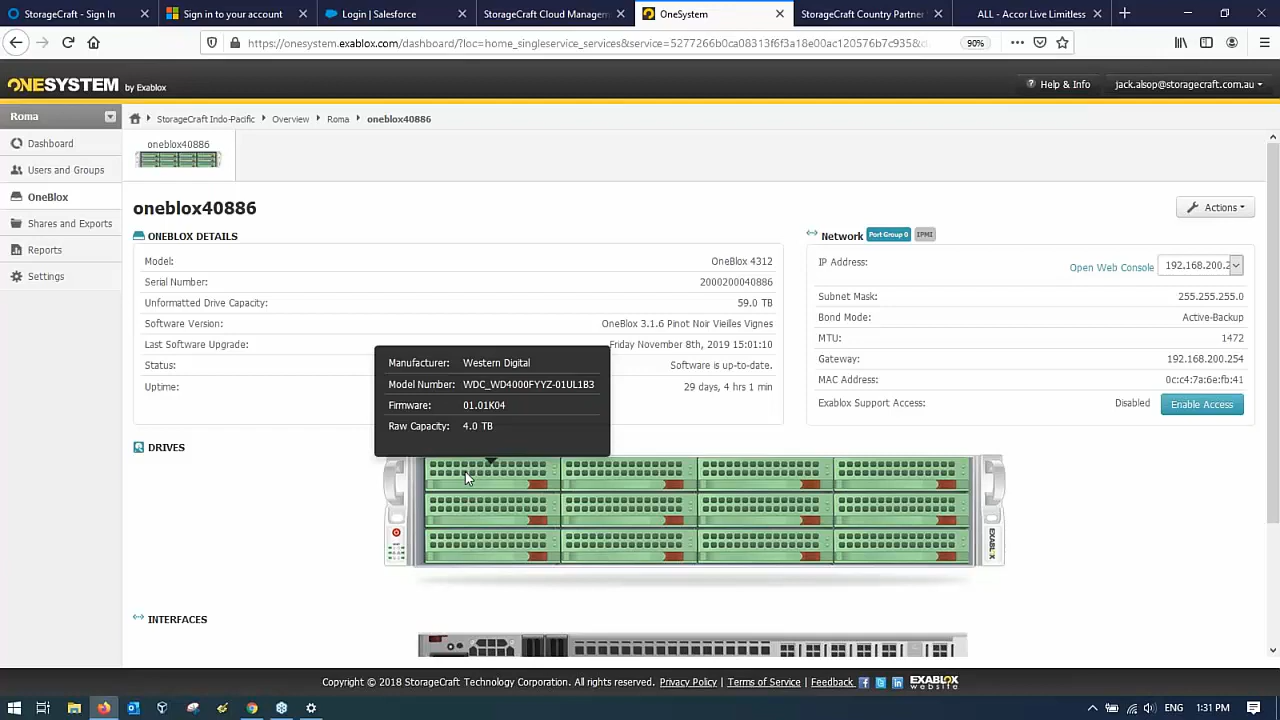 StorageCraft - Sign In
Sign in to your account
Login | Salesforce
StorageCraft Cloud Managemen
OneSystem
StorageCraft Country Partner
ALL - Accor Live Limitless
https://onesystem.exablox.com/dashboard/?loc=home_singleservice_services&service=5277266b0ca08313f6f3a18e00ac120576b7c935&
90%
ONESYSTEM by Exablox
Help & Info
jack.alsop@storagecraft.com.au
Roma
StorageCraft Indo-Pacific
Overview
Roma
oneblox40886
Dashboard
Users and Groups
OneBlox
Shares and Exports
Reports
Settings
oneblox40886
oneblox40886
Actions
ONEBLOX DETAILS
Model: OneBlox 4312
Serial Number: 2000200040886
Unformatted Drive Capacity: 59.0 TB
Software Version: OneBlox 3.1.6 Pinot Noir Vieilles Vignes
Last Software Upgrade: Friday November 8th, 2019 15:01:10
Status: Software is up-to-date.
Uptime: 29 days, 4 hrs 1 min
Network Port Group 0 IPMI
IP Address: Open Web Console 192.168.200.2
Subnet Mask: 255.255.255.0
Bond Mode: Active-Backup
MTU: 1472
Gateway: 192.168.200.254
MAC Address: 0c:c4:7a:6e:fb:41
Exablox Support Access: Disabled Enable Access
Manufacturer: Western Digital
Model Number: WDC_WD4000FYYZ-01UL1B3
Firmware: 01.01K04
Raw Capacity: 4.0 TB
DRIVES
EXABLOX
INTERFACES
Copyright © 2018 StorageCraft Technology Corporation. All rights reserved. Privacy Policy | Terms of Service | Feedback
EXABLOX website
ENG
1:31 PM